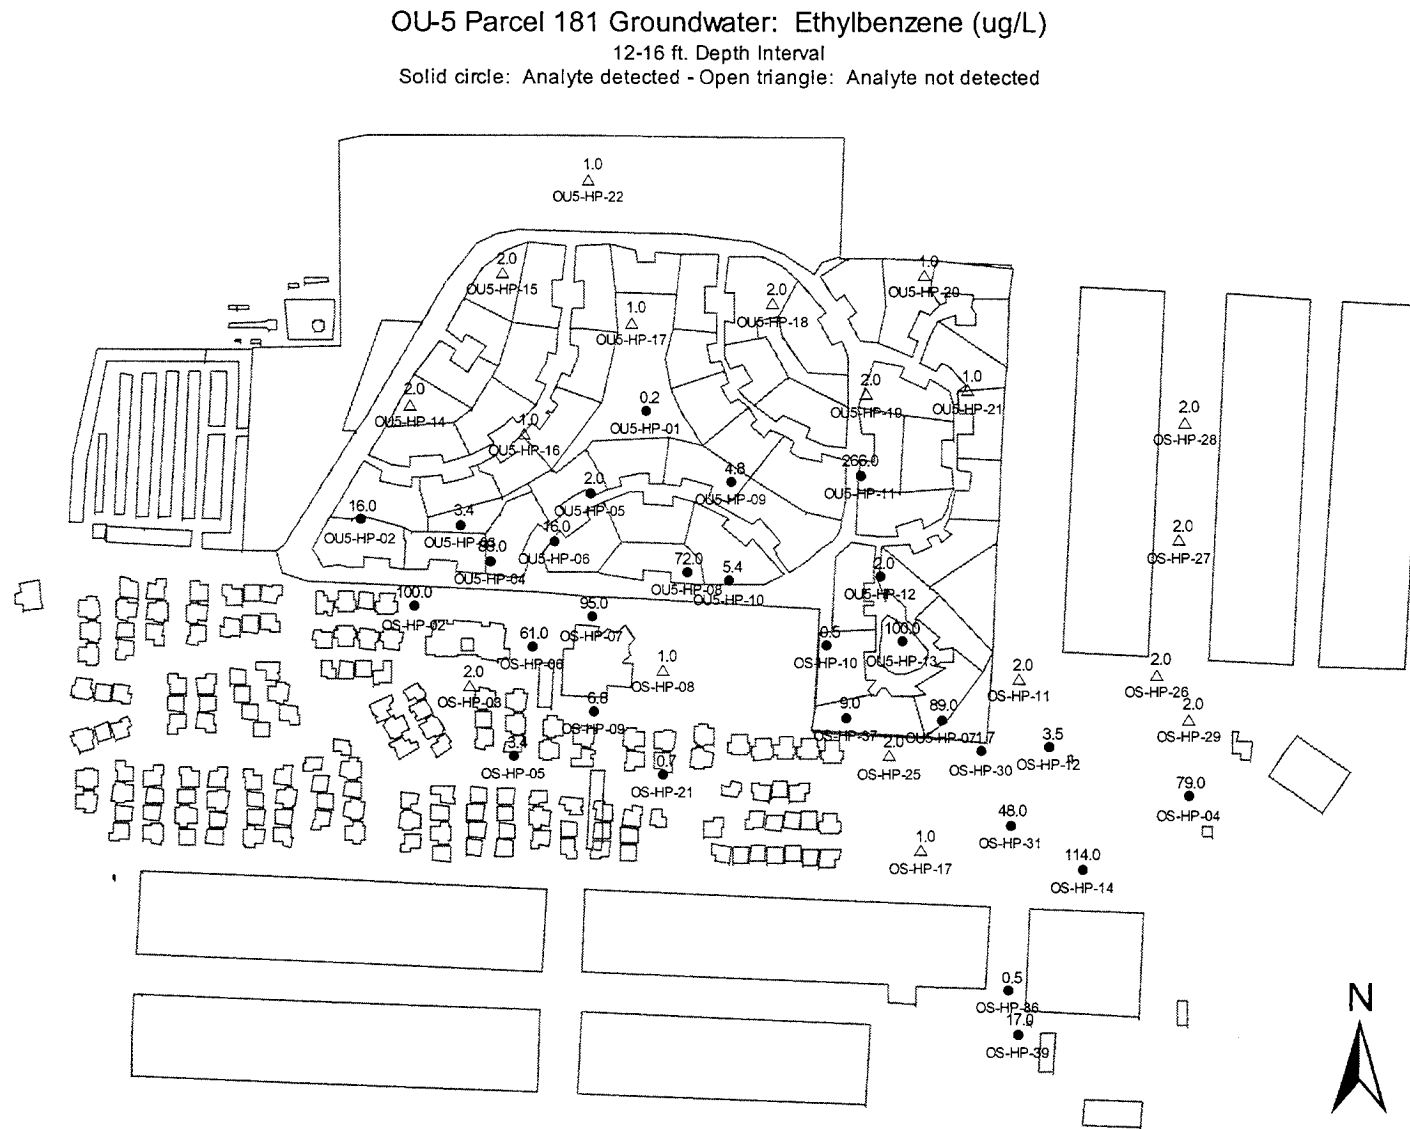 OU-5 Parcel 181 Groundwater: Ethylbenzene (ug/L)
12-16 ft. Depth Interval
Solid circle: Analyte detected - Open triangle: Analyte not detected
1.0
OU5-HP-22
2.0
OU5-HP-15
1.0
OU5-HP-20
2.0
OU5-HP-18
1.0
OU5-HP-17
2.0
OU5-HP-14
1.0
OU5-HP-16
0.2
OU5-HP-01
2.0
OU5-HP-19
1.0
OU5-HP-21
2.0
OS-HP-28
266.0
OU5-HP-11
4.8
OU5-HP-09
2.0
OU5-HP-05
16.0
OU5-HP-02
3.4
16.0
OU5-HP-06
OU5-HP-04
72.0
OU5-HP-08
5.4
OU5-HP-10
2.0
OU5-HP-12
2.0
OS-HP-27
100.0
OS-HP-02
95.0
OS-HP-07
61.0
OS-HP-06
1.0
OS-HP-08
2.0
OS-HP-03
6.8
OS-HP-09
0.5
OS-HP-10
100.0
OU5-HP-13
2.0
OS-HP-11
2.0
OS-HP-26
9.0
OS-HP-37
89.0
OU5-HP-07
1.7
OS-HP-30
2.0
OS-HP-25
3.5
OS-HP-12
2.0
OS-HP-29
3.4
OS-HP-05
0.7
OS-HP-21
79.0
OS-HP-04
48.0
OS-HP-31
1.0
OS-HP-17
114.0
OS-HP-14
0.5
OS-HP-36
17.0
OS-HP-39
N